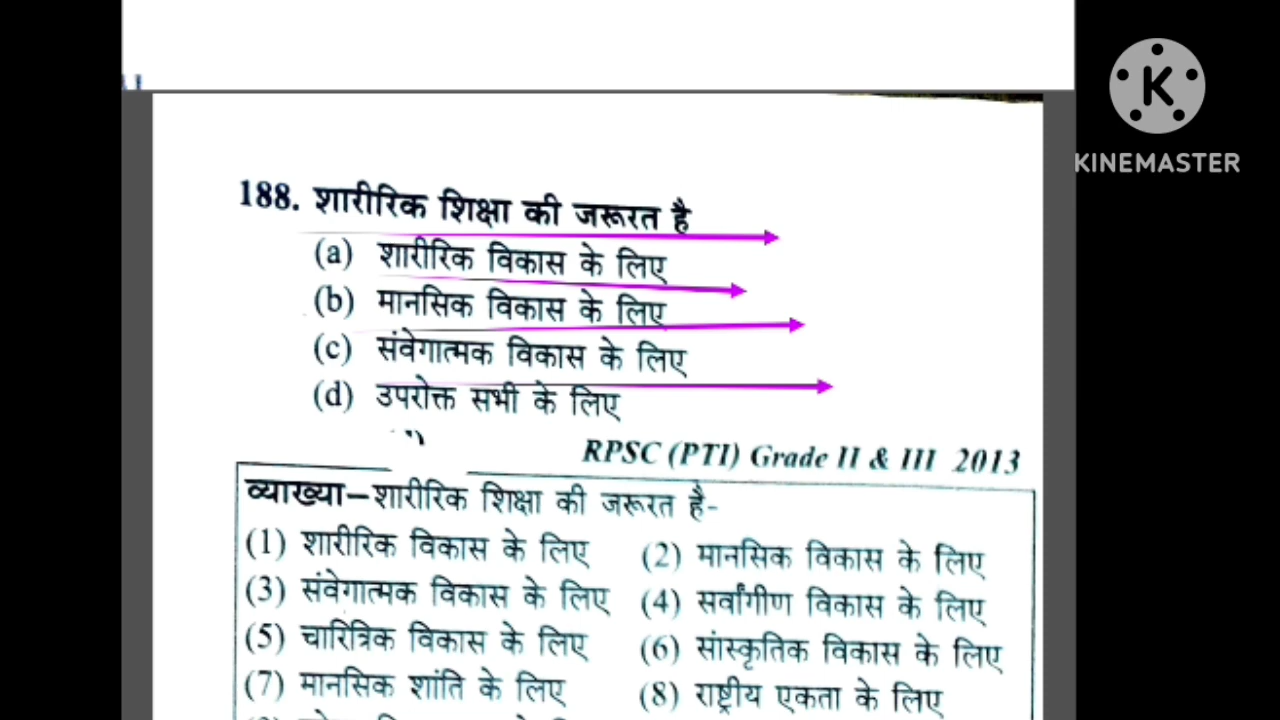 188. शारीरिक शिक्षा की जरूरत है
(a) शारीरिक विकास के लिए
(b) मानसिक विकास के लिए
(c) संवेगात्मक विकास के लिए
(d) उपरोक्त सभी के लिए
RPSC (PTI) Grade II & III 2013
व्याख्या–शारीरिक शिक्षा की जरूरत है-
(1) शारीरिक विकास के लिए (2) मानसिक विकास के लिए
(3) संवेगात्मक विकास के लिए (4) सर्वांगीण विकास के लिए
(5) चारित्रिक विकास के लिए (6) सांस्कृतिक विकास के लिए
(7) मानसिक शांति के लिए (8) राष्ट्रीय एकता के लिए
KINEMASTER